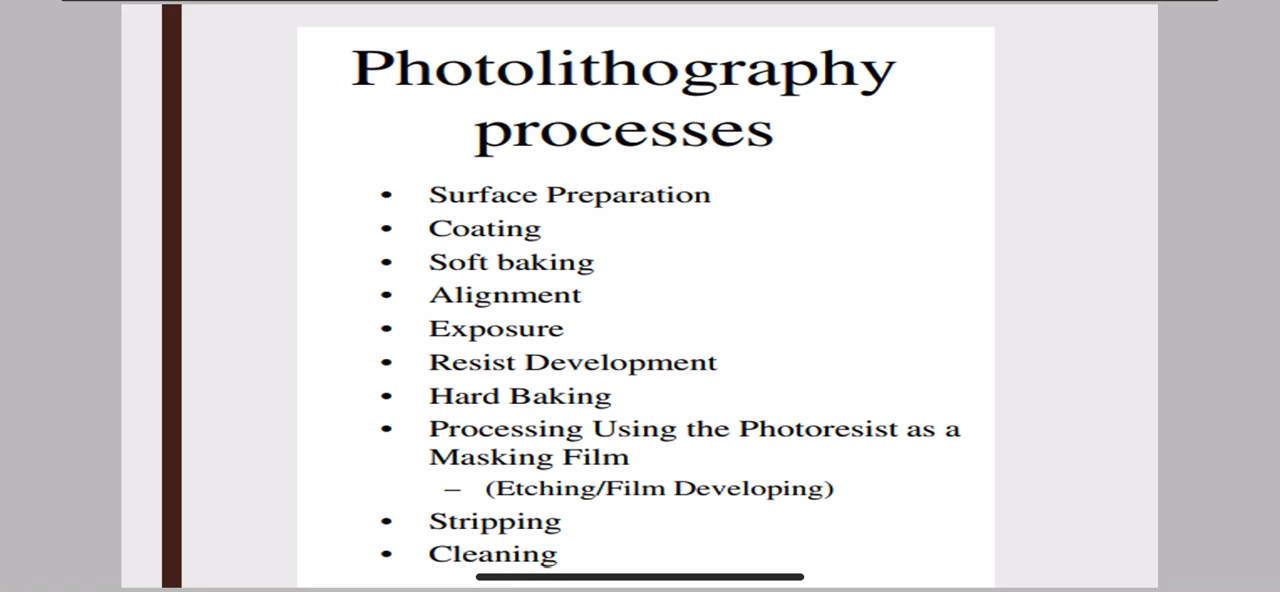 Photolithography
processes
• Surface Preparation
• Coating
• Soft baking
• Alignment
• Exposure
• Resist Development
• Hard Baking
• Processing Using the Photoresist as a
Masking Film
– (Etching/Film Developing)
• Stripping
• Cleaning